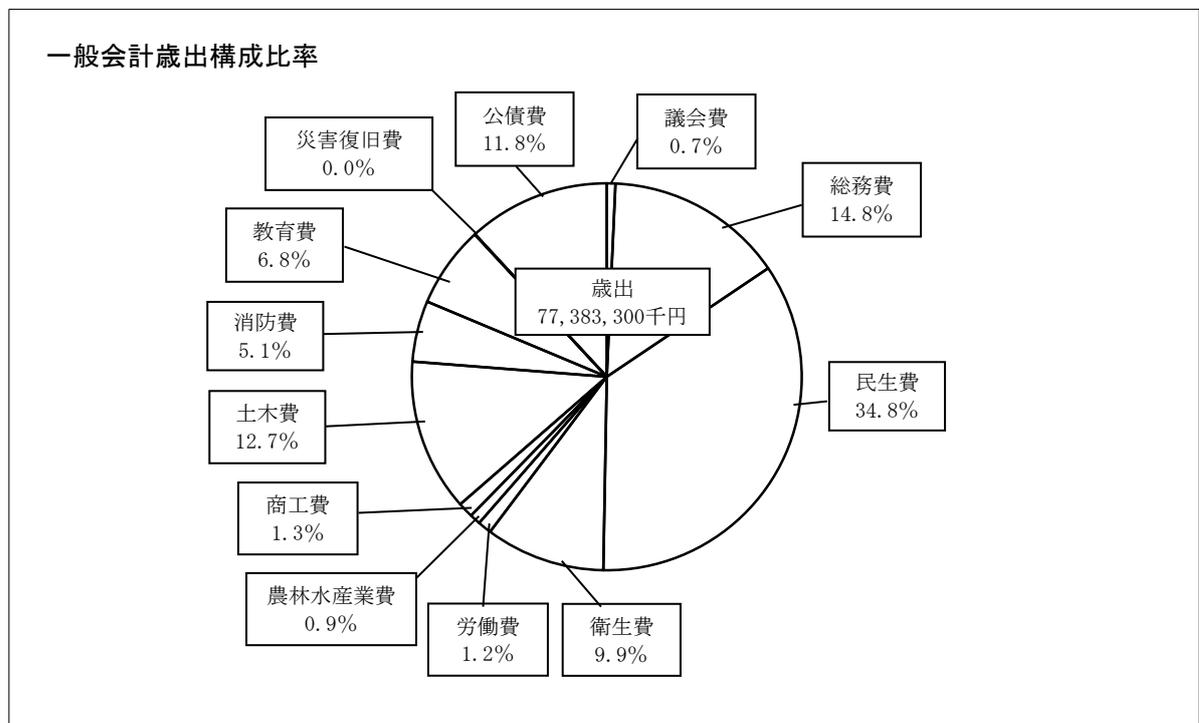 一般会計歳出構成比率
公債費
11.8%
議会費
0.7%
災害復旧費
0.0%
総務費
14.8%
教育費
6.8%
歳出
77,383,300千円
消防費
5.1%
民生費
34.8%
土木費
12.7%
商工費
1.3%
農林水産業費
0.9%
労働費
1.2%
衛生費
9.9%